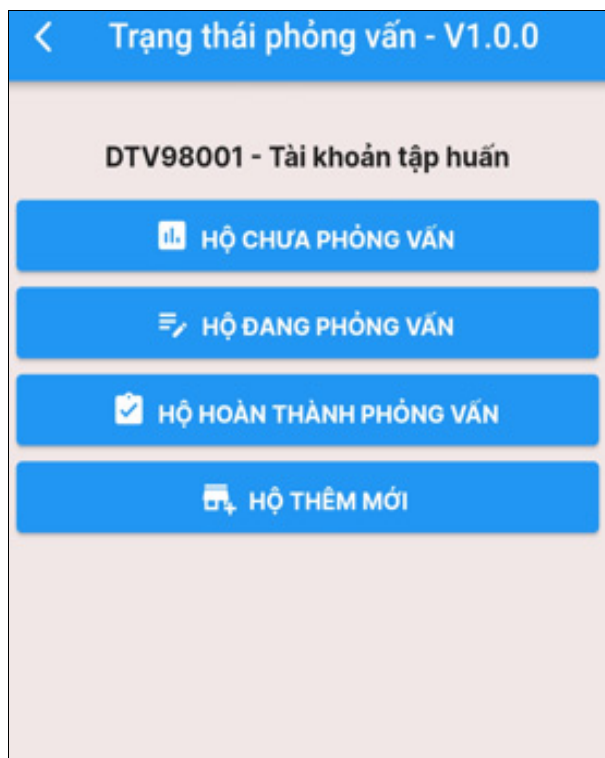 Trạng thái phỏng vấn - V1.0.0
DTV98001 - Tài khoản tập huấn
HỘ CHƯA PHỎNG VẤN
HỘ ĐANG PHỎNG VẤN
HỘ HOÀN THÀNH PHỎNG VẤN
HỘ THÊM MỚI